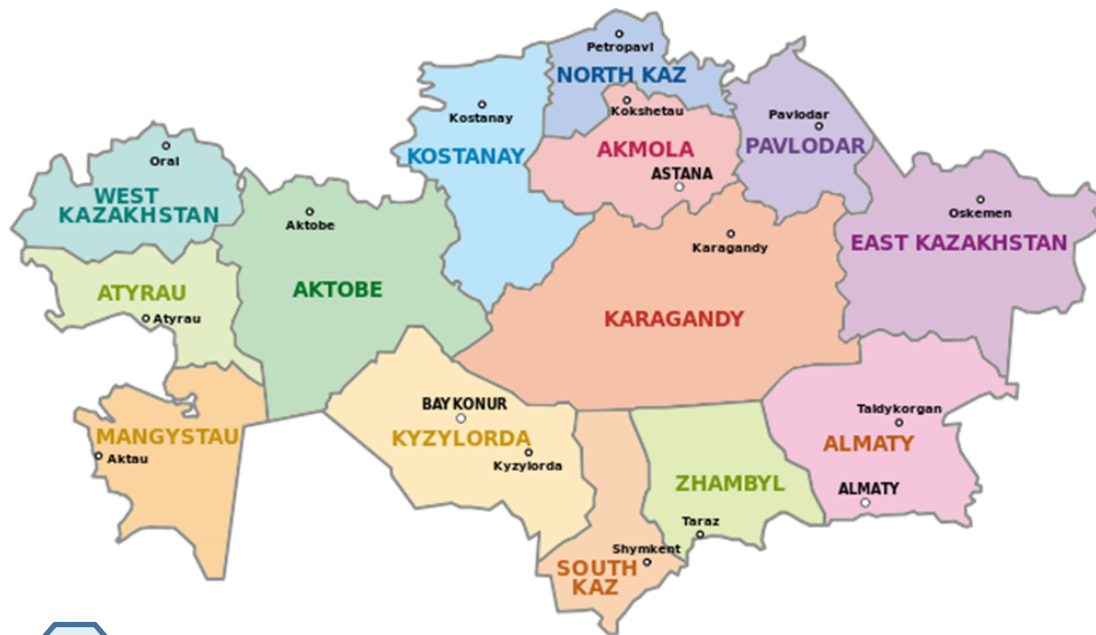 Petropavl
NORTH KAZ
Kokshetau
Kostanay
KOSTANAY
Pavlodar
PAVLODAR
AKMOLA
ASTANA
Oral
WEST
KAZAKHSTAN
Aktobe
AKTOBE
Oskemen
EAST KAZAKHSTAN
Karagandy
KARAGANDY
ATYRAU
Atyrau
BAYKONUR
KYZYLORDA
Kyzylorda
MANGYSTAU
Aktau
Taldykorgan
ALMATY
ALMATY
ZHAMBYL
Taraz
Shymkent
SOUTH
KAZ